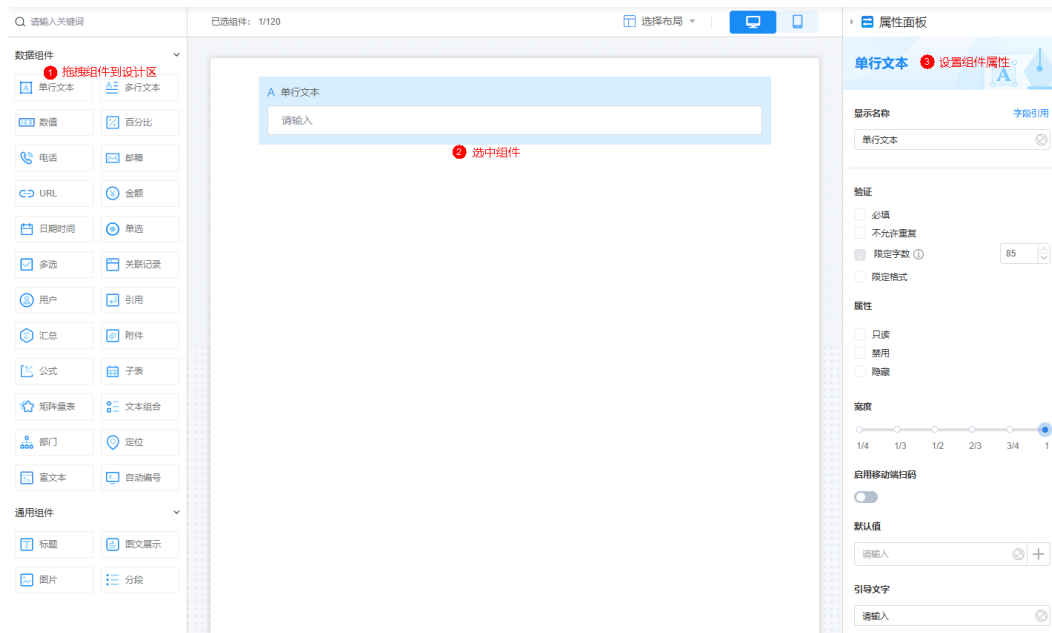 请输入关键词
已选组件: 1/120
选择布局
属性面板
数据组件
1 拖拽组件到设计区
单行文本
多行文本
数值
百分比
电话
邮箱
URL
金额
日期时间
单选
多选
关联记录
用户
引用
汇总
附件
公式
子表
矩阵量表
文本组合
部门
定位
富文本
自动编号
通用组件
标题
图文展示
图片
分段
A 单行文本
请输入
2 选中组件
单行文本
3 设置组件属性
显示名称
字段引用
单行文本
验证
必填
不允许重复
限定字数
85
限定格式
属性
只读
禁用
隐藏
宽度
1/4 1/3 1/2 2/3 3/4 1
启用移动端扫码
默认值
请输入
引导文字
请输入